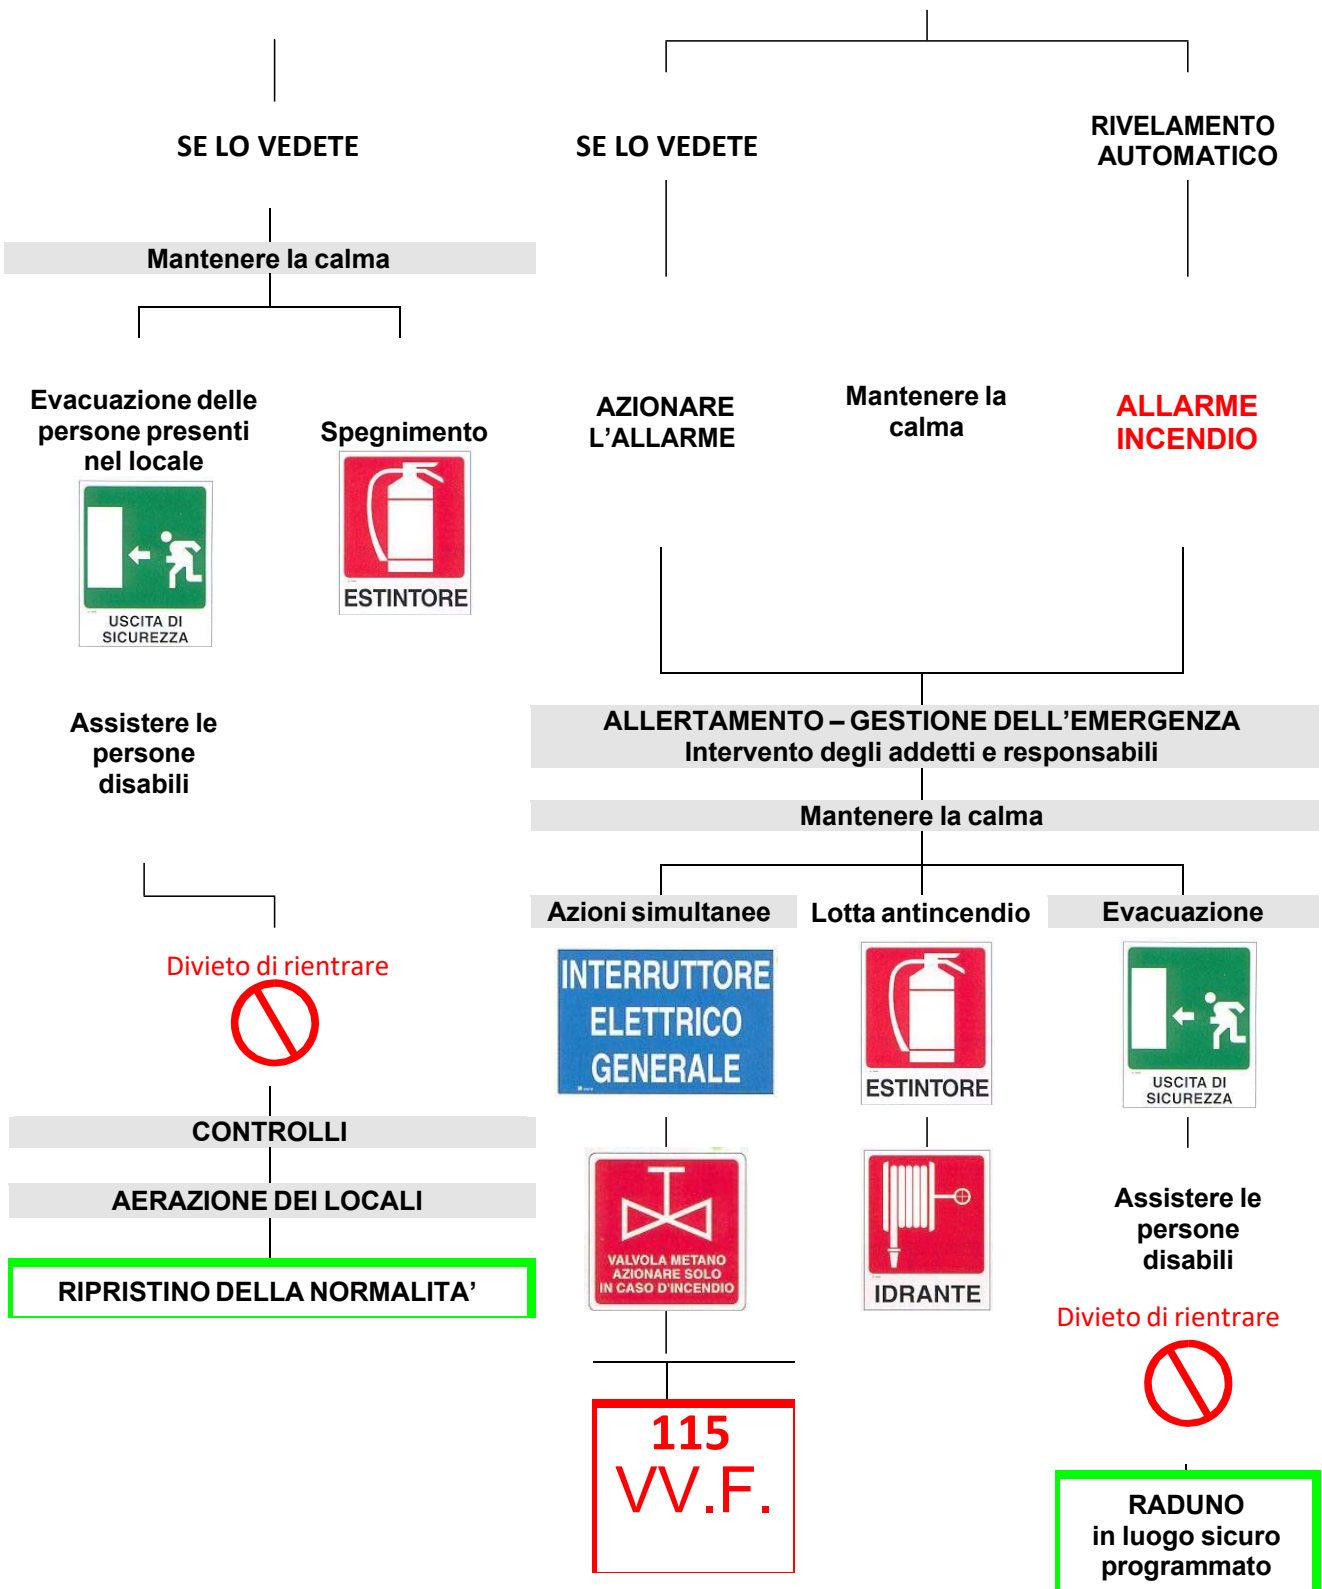 SE LO VEDETE
SE LO VEDETE
RIVELAMENTO
AUTOMATICO
Mantenere la calma
Evacuazione delle
persone presenti
nel locale
Spegnimento
AZIONARE
L’ALLARME
Mantenere la
calma
ALLARME
INCENDIO
USCITA DI
SICUREZZA
ESTINTORE
Assistere le
persone
disabili
ALLERTAMENTO – GESTIONE DELL’EMERGENZA
Intervento degli addetti e responsabili
Mantenere la calma
Azioni simultanee
Lotta antincendio
Evacuazione
Divieto di rientrare
INTERRUTTORE
ELETTRICO
GENERALE
ESTINTORE
USCITA DI
SICUREZZA
CONTROLLI
AERAZIONE DEI LOCALI
RIPRISTINO DELLA NORMALITA’
VALVOLA METANO
AZIONARE SOLO
IN CASO D'INCENDIO
IDRANTE
Assistere le
persone
disabili
Divieto di rientrare
115
VV.F.
RADUNO
in luogo sicuro
programmato